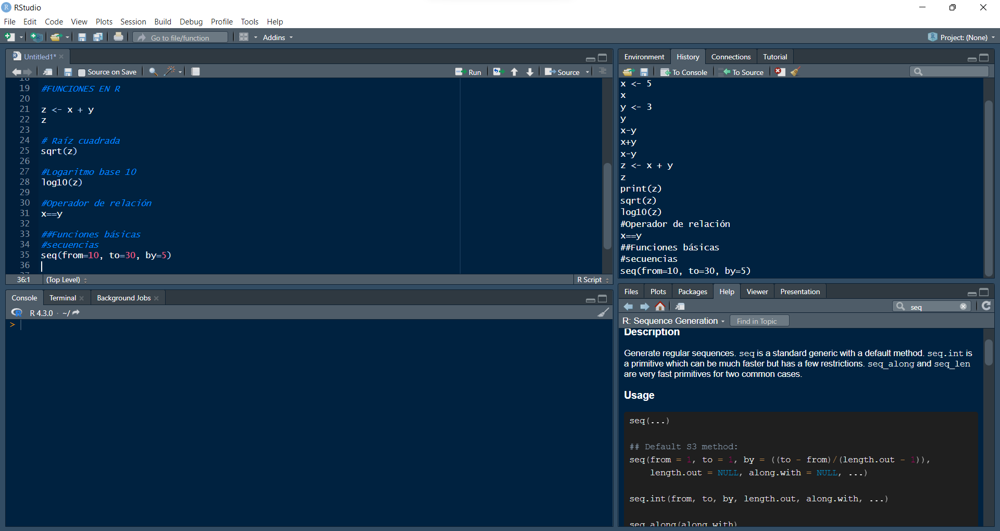 RStudio
File Edit Code View Plots Session Build Debug Profile Tools Help
Go to file/function Addins Project: (None)
Untitled1*
Source on Save Run Source
18
19 #FUNCIONES EN R
20
21 z <- x + y
22 z
23
24 # Raíz cuadrada
25 sqrt(z)
26
27 #Logaritmo base 10
28 log10(z)
29
30 #Operador de relación
31 x==y
32
33 ##Funciones básicas
34 #secuencias
35 seq(from=10, to=30, by=5)
36
37
36:1 (Top Level) R Script
Console Terminal Background Jobs
R 4.3.0 · ~/
>
Environment History Connections Tutorial
To Console To Source
x <- 5
x
y <- 3
y
x-y
x+y
x-y
z <- x + y
z
print(z)
sqrt(z)
log10(z)
#Operador de relación
x==y
##Funciones básicas
#secuencias
seq(from=10, to=30, by=5)
Files Plots Packages Help Viewer Presentation
seq
R: Sequence Generation Find in Topic
Description
Generate regular sequences. seq is a standard generic with a default method. seq.int is
a primitive which can be much faster but has a few restrictions. seq_along and seq_len
are very fast primitives for two common cases.
Usage
seq(...)
## Default S3 method:
seq(from = 1, to = 1, by = ((to - from)/(length.out - 1)),
length.out = NULL, along.with = NULL, ...)
seq.int(from, to, by, length.out, along.with, ...)
seq_along(along.with)